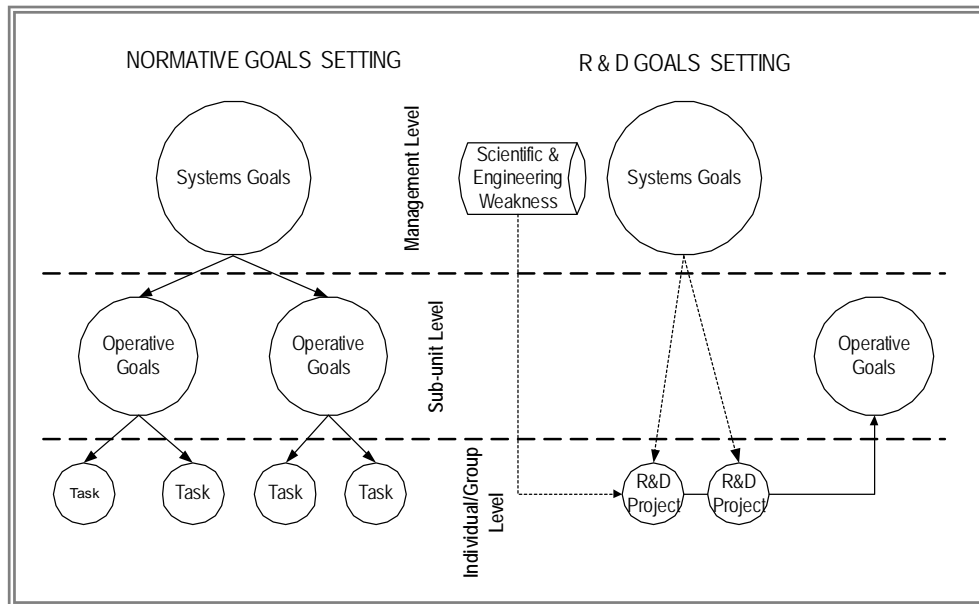 NORMATIVE GOALS SETTING
R & D GOALS SETTING
Management Level
Systems Goals
Scientific &
Engineering
Weakness
Systems Goals
Sub-unit Level
Operative
Goals
Operative
Goals
Operative
Goals
Individual/Group
Level
Task
Task
Task
Task
R&D
Project
R&D
Project